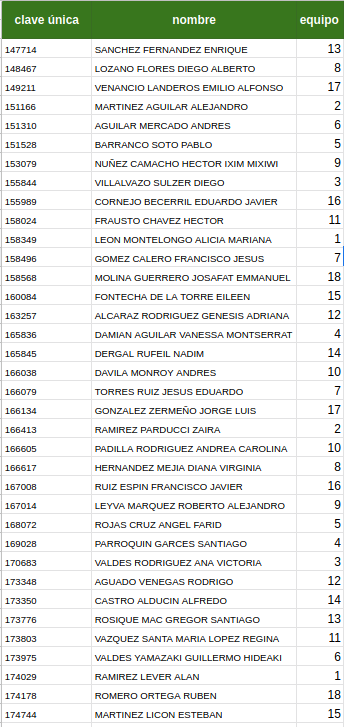 clave única nombre equipo
147714 SANCHEZ FERNANDEZ ENRIQUE 13
148467 LOZANO FLORES DIEGO ALBERTO 8
149211 VENANCIO LANDEROS EMILIO ALFONSO 17
151166 MARTINEZ AGUILAR ALEJANDRO 2
151310 AGUILAR MERCADO ANDRES 6
151528 BARRANCO SOTO PABLO 5
153079 NUÑEZ CAMACHO HECTOR IXIM MIXIWI 9
155844 VILLALVAZO SULZER DIEGO 3
155989 CORNEJO BECERRIL EDUARDO JAVIER 16
158024 FRAUSTO CHAVEZ HECTOR 11
158349 LEON MONTELONGO ALICIA MARIANA 1
158496 GOMEZ CALERO FRANCISCO JESUS 7
158568 MOLINA GUERRERO JOSAFAT EMMANUEL 18
160084 FONTECHA DE LA TORRE EILEEN 15
163257 ALCARAZ RODRIGUEZ GENESIS ADRIANA 12
165836 DAMIAN AGUILAR VANESSA MONTSERRAT 4
165845 DERGAL RUFEIL NADIM 14
166038 DAVILA MONROY ANDRES 10
166079 TORRES RUIZ JESUS EDUARDO 7
166134 GONZALEZ ZERMEÑO JORGE LUIS 17
166413 RAMIREZ PARDUCCI ZAIRA 2
166605 PADILLA RODRIGUEZ ANDREA CAROLINA 10
166617 HERNANDEZ MEJIA DIANA VIRGINIA 8
167008 RUIZ ESPIN FRANCISCO JAVIER 16
167014 LEYVA MARQUEZ ROBERTO ALEJANDRO 9
168072 ROJAS CRUZ ANGEL FARID 5
169028 PARROQUIN GARCES SANTIAGO 4
170683 VALDES RODRIGUEZ ANA VICTORIA 3
173348 AGUADO VENEGAS RODRIGO 12
173350 CASTRO ALDUCIN ALFREDO 14
173776 ROSIQUE MAC GREGOR SANTIAGO 13
173803 VAZQUEZ SANTA MARIA LOPEZ REGINA 11
173975 VALDES YAMAZAKI GUILLERMO HIDEAKI 6
174029 RAMIREZ LEVER ALAN 1
174178 ROMERO ORTEGA RUBEN 18
174744 MARTINEZ LICON ESTEBAN 15